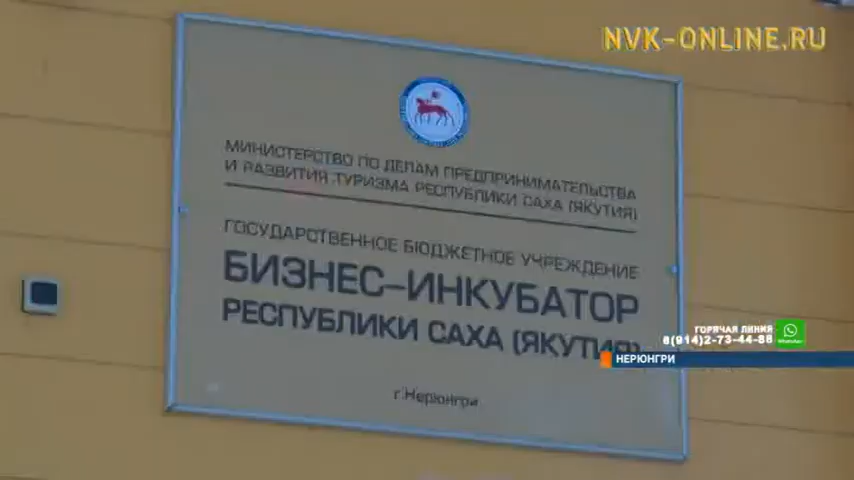 NVK-ONLINE.RU
МИНИСТЕРСТВО ПО ДЕЛАМ ПРЕДПРИНИМАТЕЛЬСТВА
И РАЗВИТИЯ ТУРИЗМА РЕСПУБЛИКИ САХА (ЯКУТИЯ)
ГОСУДАРСТВЕННОЕ БЮДЖЕТНОЕ УЧРЕЖДЕНИЕ
БИЗНЕС-ИНКУБАТОР
РЕСПУБЛИКИ САХА (ЯКУТИЯ)
г.Нерюнгри
ГОРЯЧАЯ ЛИНИЯ
8(914)2-73-44-88
WhatsApp
НЕРЮНГРИ